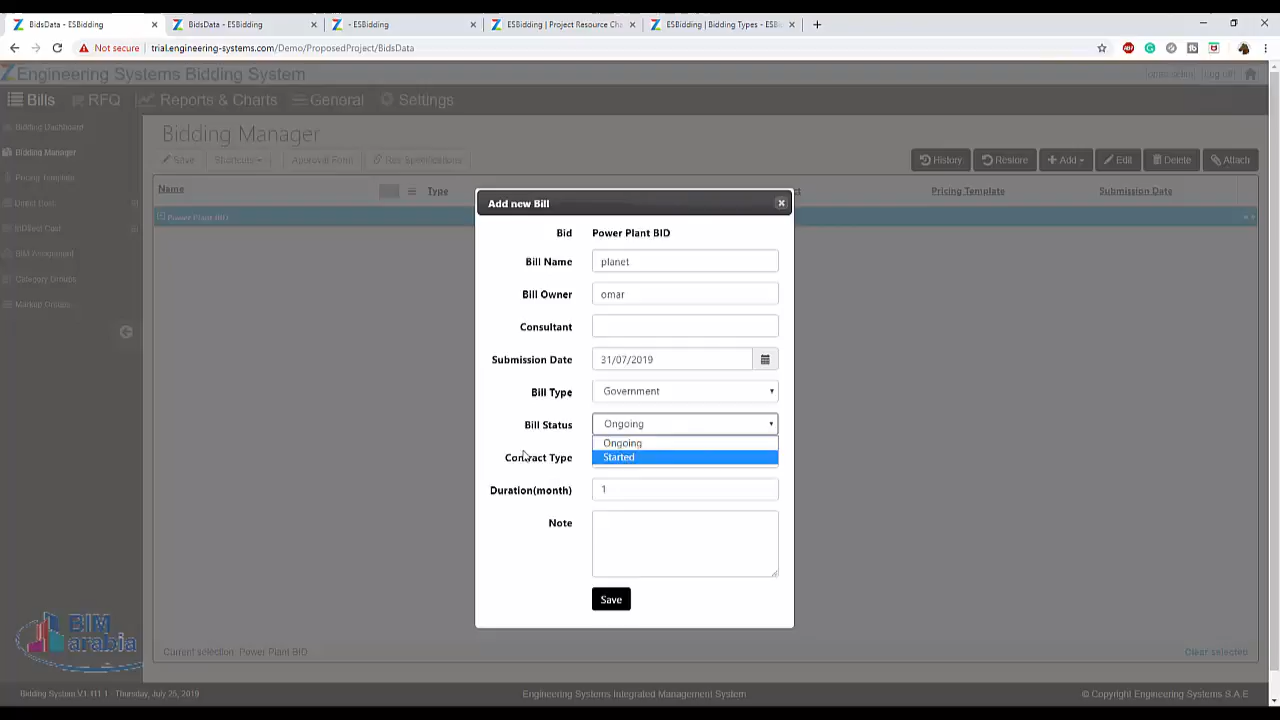 BidsData - ESBidding
BidsData - ESBidding
- ESBidding
ESBidding | Project Resource Ch
ESBidding | Bidding Types - ESB
Not secure | trial.engineering-systems.com/Demo/ProposedProject/BidsData
Engineering Systems Bidding System
Log Off
Bills
RFQ
Reports & Charts
General
Settings
Bidding Dashboard
Bidding Manager
Pricing Template
Direct Cost
InDirect Cost
BIM Assignment
Category Groups
Markup Groups
Bidding Manager
Save
Shortcuts
Approval Form
History
Restore
Add
Edit
Delete
Attach
Name
Type
Pricing Template
Submission Date
Power Plant BID
Add new Bill
Bid Power Plant BID
Bill Name planet
Bill Owner omar
Consultant
Submission Date 31/07/2019
Bill Type Government
Bill Status Ongoing
Ongoing
Started
Contract Type
Duration(month) 1
Note
Save
BIM
arabia
Current selection: Power Plant BID
Clear selected
Bidding System V1.111.1 - Thursday, July 25, 2019
Engineering Systems Integrated Management System
© Copyright Engineering Systems S.A.E